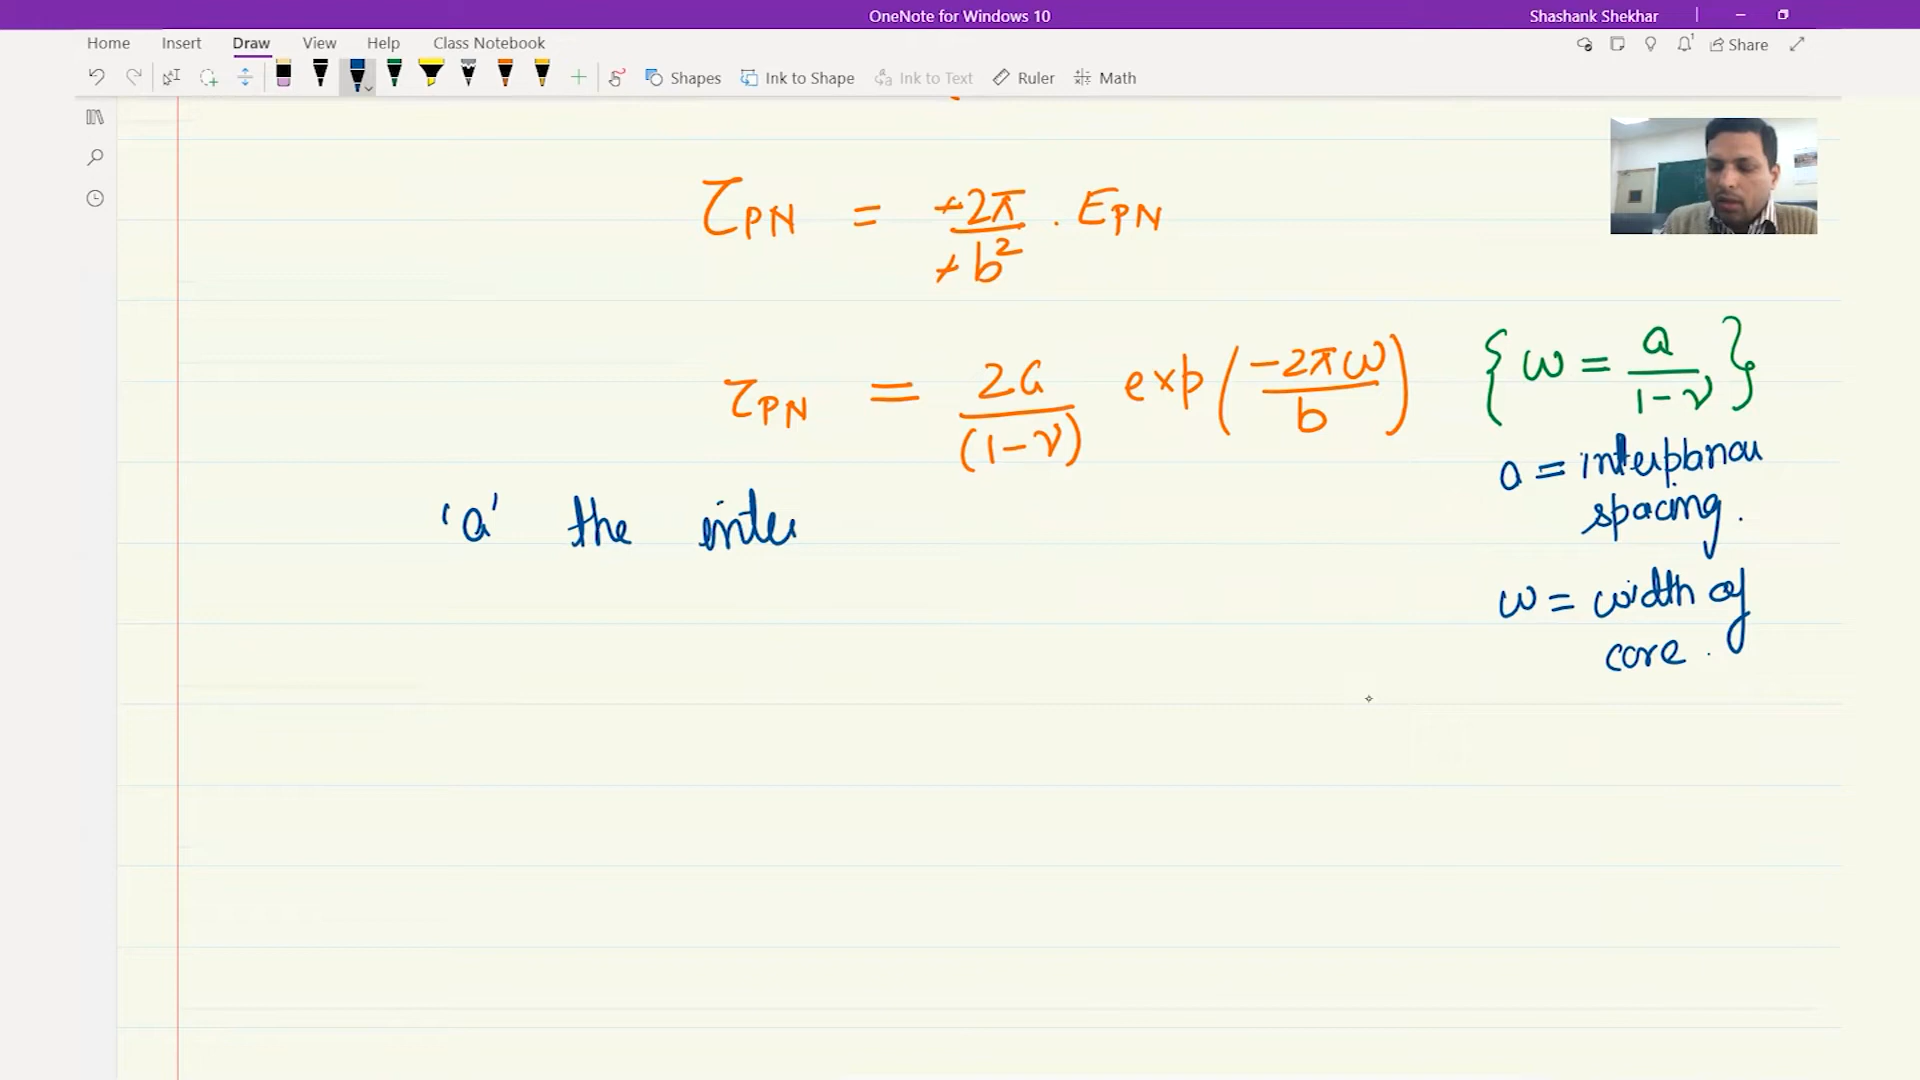 OneNote for Windows 10
Shashank Shekhar
Home Insert Draw View Help Class Notebook
Share
Shapes Ink to Shape Ink to Text Ruler Math
τPN = +2π/+b² · EPN
τPN = 2G/(1-ν) exp(-2πω/b) {ω = a/1-ν}
a = interplanar
spacing.
'a' the inter
ω = width of
core.